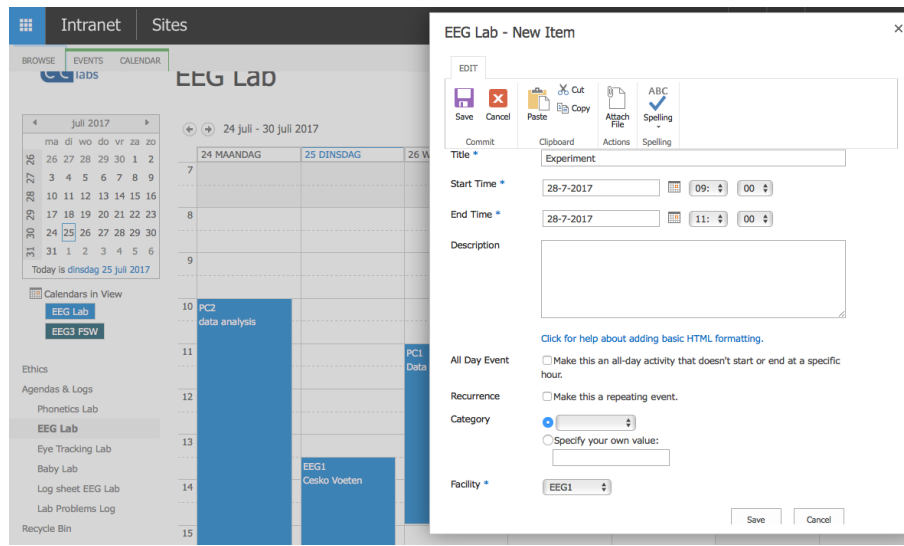 Intranet
Sites
BROWSE EVENTS CALENDAR
labs
EEG Lab
juli 2017
ma di wo do vr za zo
26 26 27 28 29 30 1 2
27 3 4 5 6 7 8 9
28 10 11 12 13 14 15 16
29 17 18 19 20 21 22 23
30 24 25 26 27 28 29 30
31 31 1 2 3 4 5 6
Today is dinsdag 25 juli 2017
Calendars in View
EEG Lab
EEG3 FSW
Ethics
Agendas & Logs
Phonetics Lab
EEG Lab
Eye Tracking Lab
Baby Lab
Log sheet EEG Lab
Lab Problems Log
Recycle Bin
24 juli - 30 juli 2017
24 MAANDAG 25 DINSDAG 26 W
7
8
9
10
11
12
13
14
15
PC2
data analysis
EEG1
Cesko Voeten
PC1
Data
EEG Lab - New Item
EDIT
Save Cancel Paste Cut
Copy
Attach File
ABC
Spelling
Commit Clipboard Actions Spelling
Title * Experiment
Start Time * 28-7-2017 09: 00
End Time * 28-7-2017 11: 00
Description
Click for help about adding basic HTML formatting.
All Day Event Make this an all-day activity that doesn't start or end at a specific
hour.
Recurrence Make this a repeating event.
Category
Specify your own value:
Facility * EEG1
Save Cancel